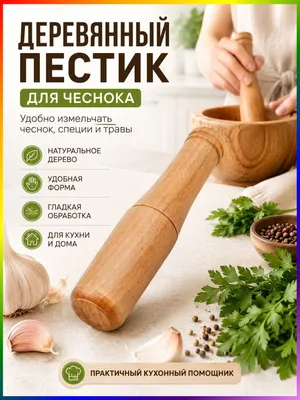 ДЕРЕВЯННЫЙ
ПЕСТИК
ДЛЯ ЧЕСНОКА
Удобно измельчать
чеснок, специи и травы
НАТУРАЛЬНОЕ
ДЕРЕВО
УДОБНАЯ
ФОРМА
ГЛАДКАЯ
ОБРАБОТКА
ДЛЯ КУХНИ
И ДОМА
ПРАКТИЧНЫЙ КУХОННЫЙ ПОМОЩНИК